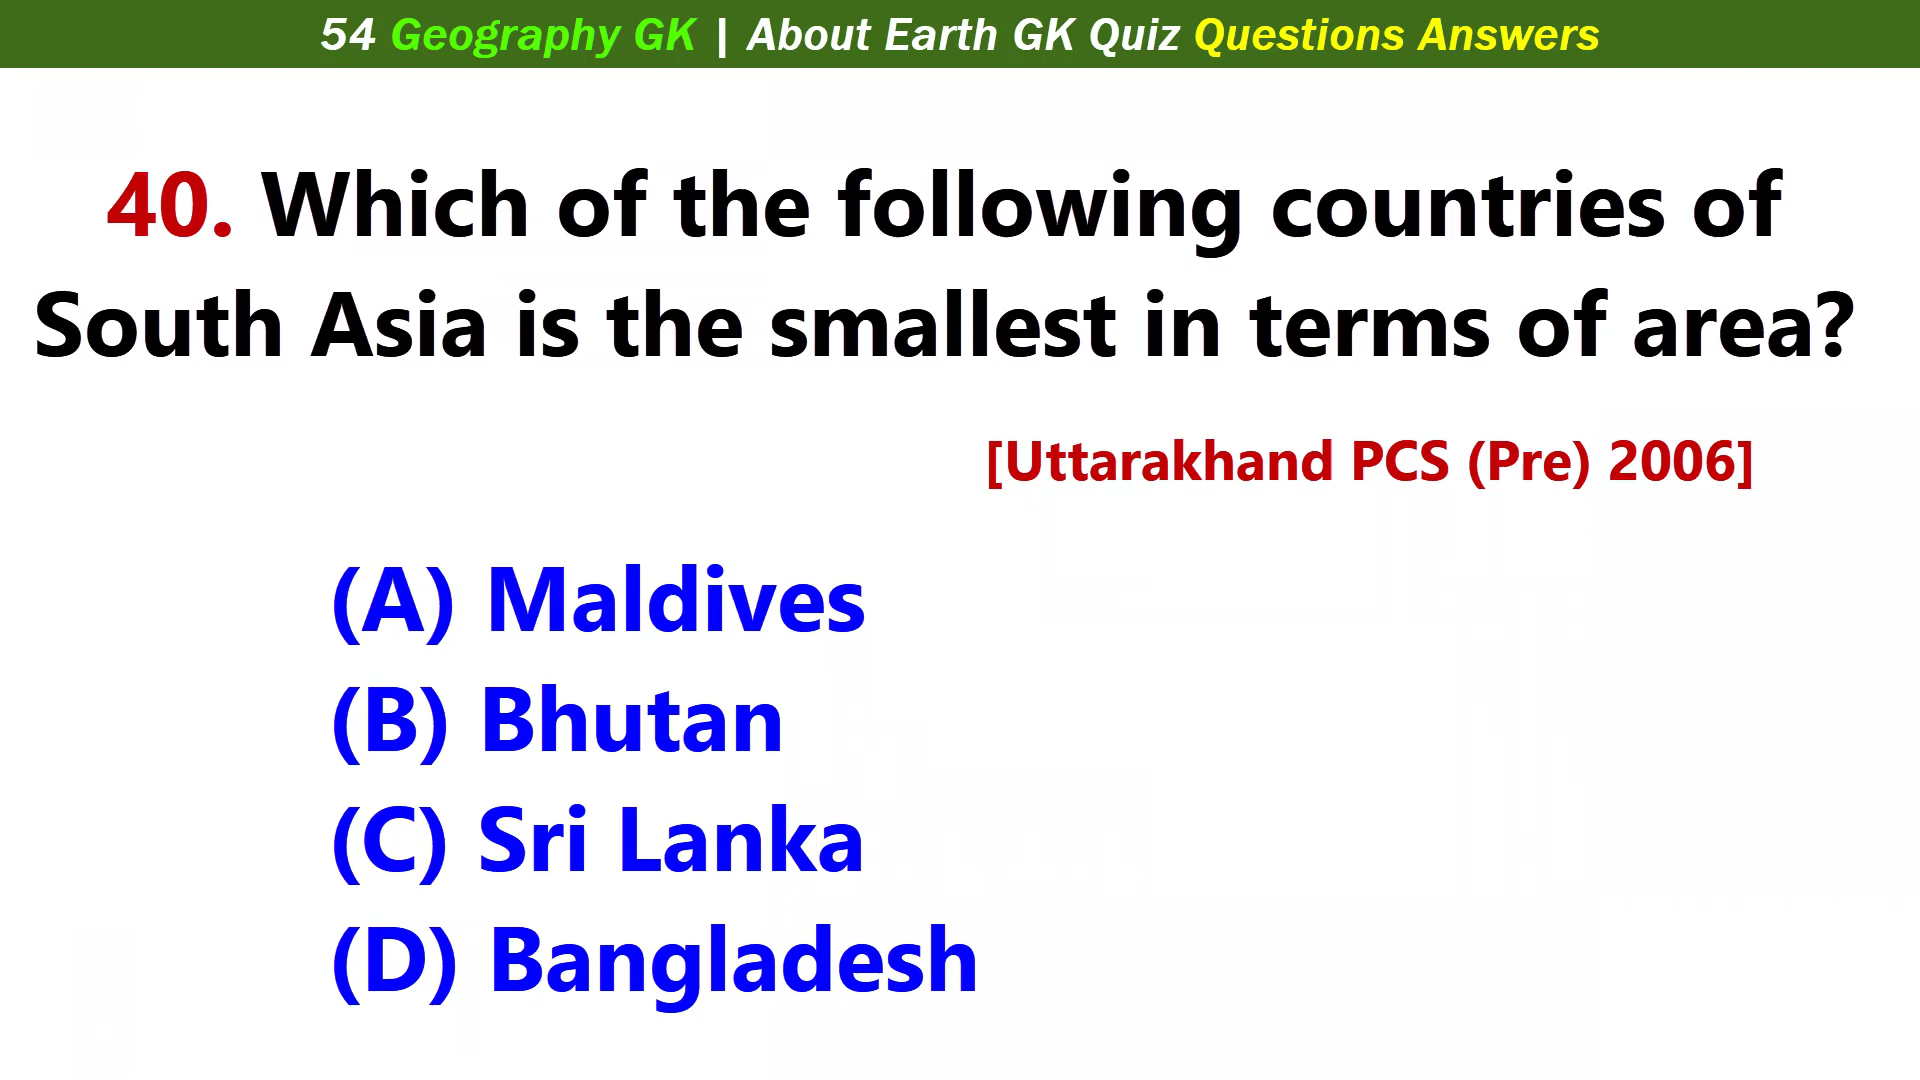 54 Geography GK | About Earth GK Quiz Questions Answers
40. Which of the following countries of
South Asia is the smallest in terms of area?
[Uttarakhand PCS (Pre) 2006]
(A) Maldives
(B) Bhutan
(C) Sri Lanka
(D) Bangladesh